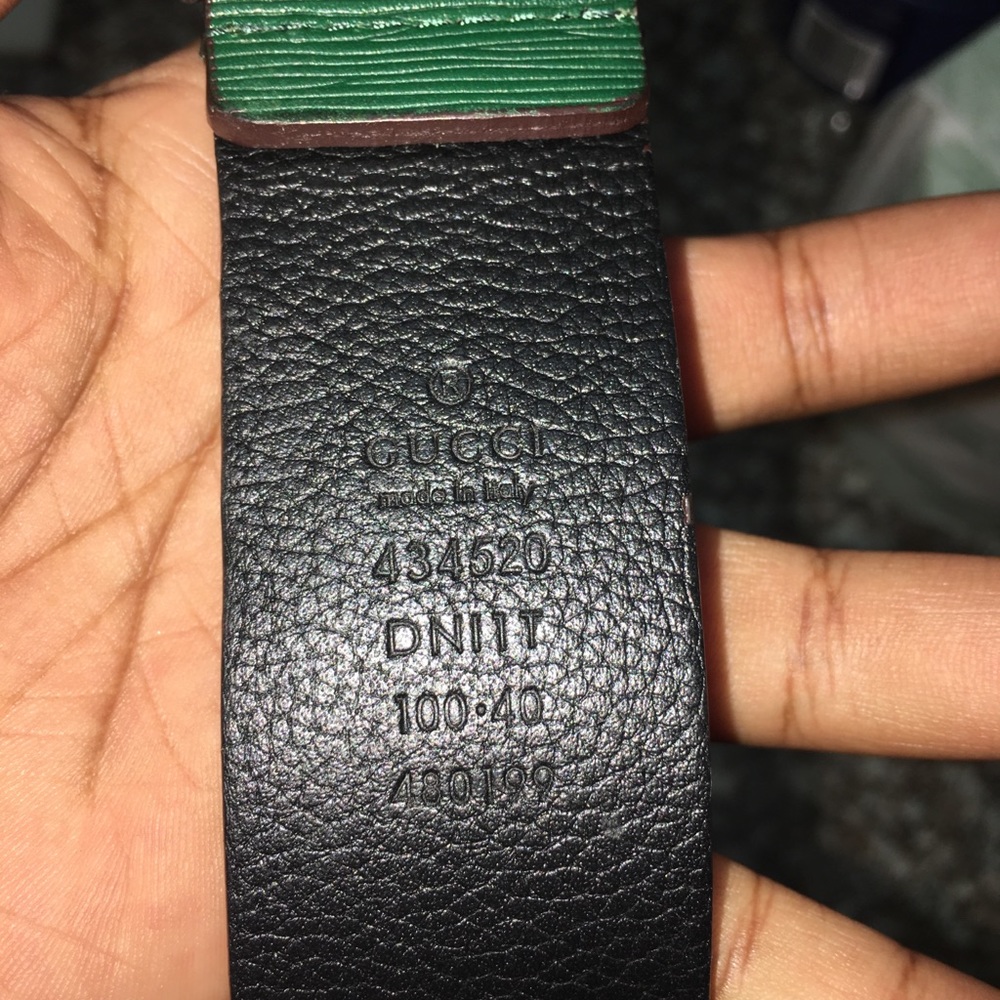 ®
GUCCI
made in italy
434520
DNI1T
100·40
480199